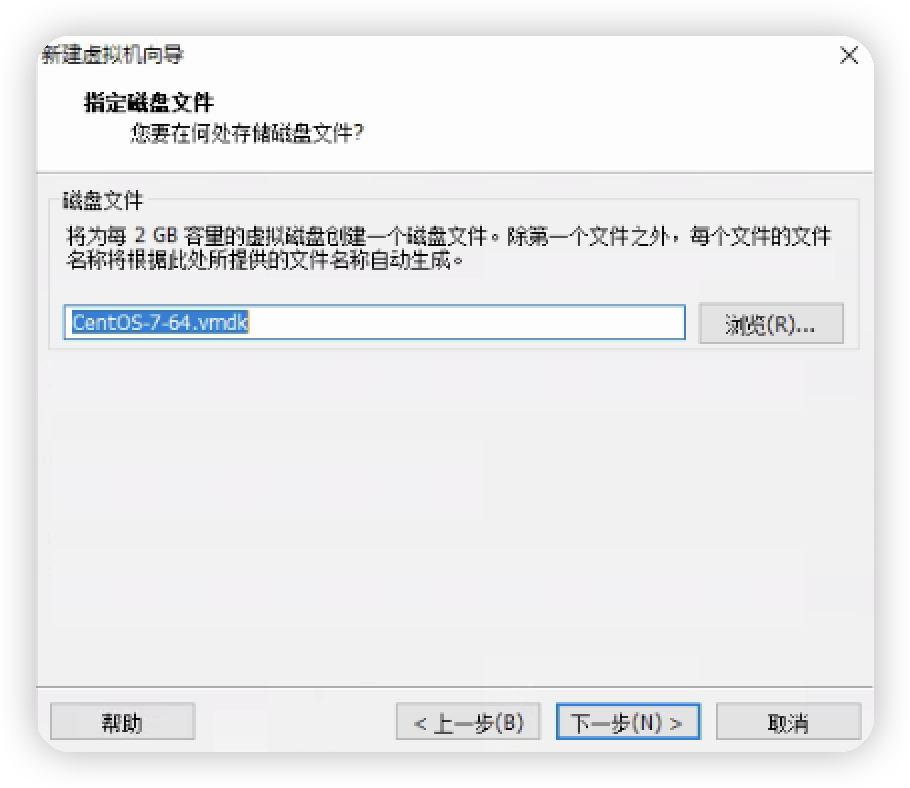 新建虚拟机向导
指定磁盘文件
您要在何处存储磁盘文件?
磁盘文件
将为每 2 GB 容里的虚拟磁盘创建一个磁盘文件。除第一个文件之外，每个文件的文件
名称将根据此处所提供的文件名称自动生成。
CentOS-7-64.vmdk
浏览(R)...
帮助
< 上一步(B)
下一步(N) >
取消